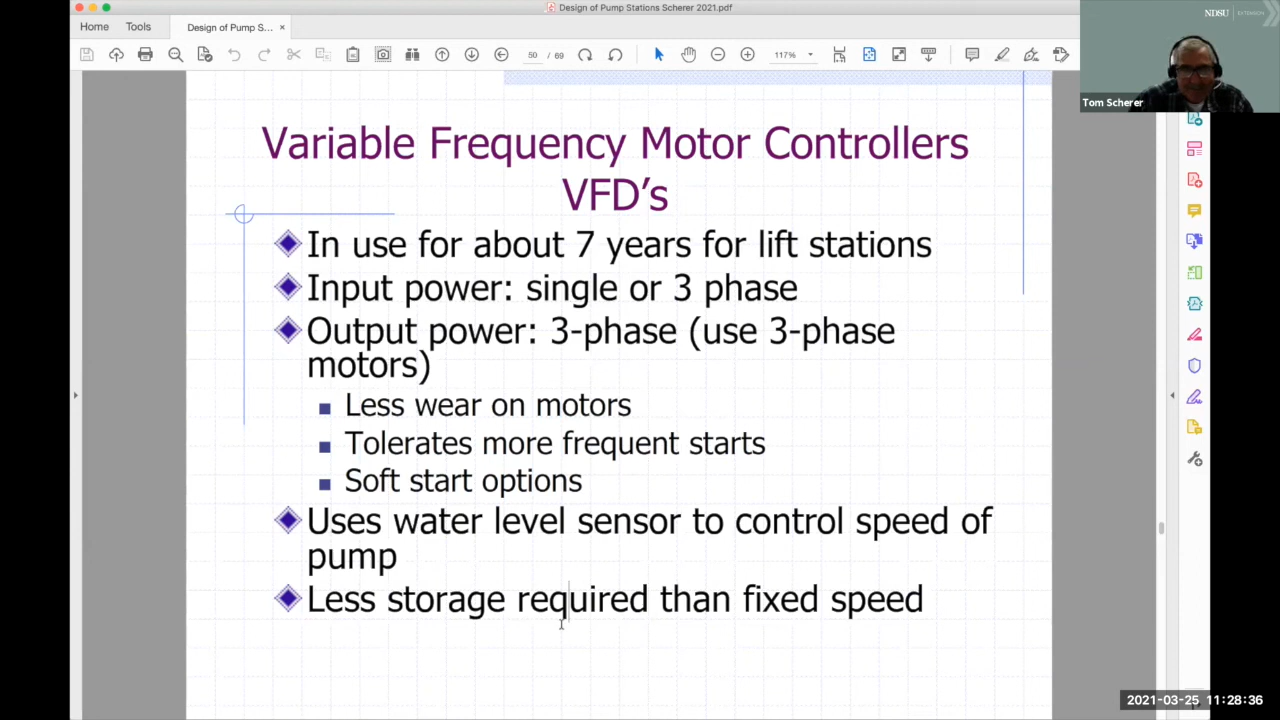 Design of Pump Stations Scherer 2021.pdf
NDSU EXTENSION
Home Tools Design of Pump S... ×
50 / 69 117%
Tom Scherer
Variable Frequency Motor Controllers
VFD's
In use for about 7 years for lift stations
Input power: single or 3 phase
Output power: 3-phase (use 3-phase
motors)
Less wear on motors
Tolerates more frequent starts
Soft start options
Uses water level sensor to control speed of
pump
Less storage required than fixed speed
2021-03-25 11:28:36